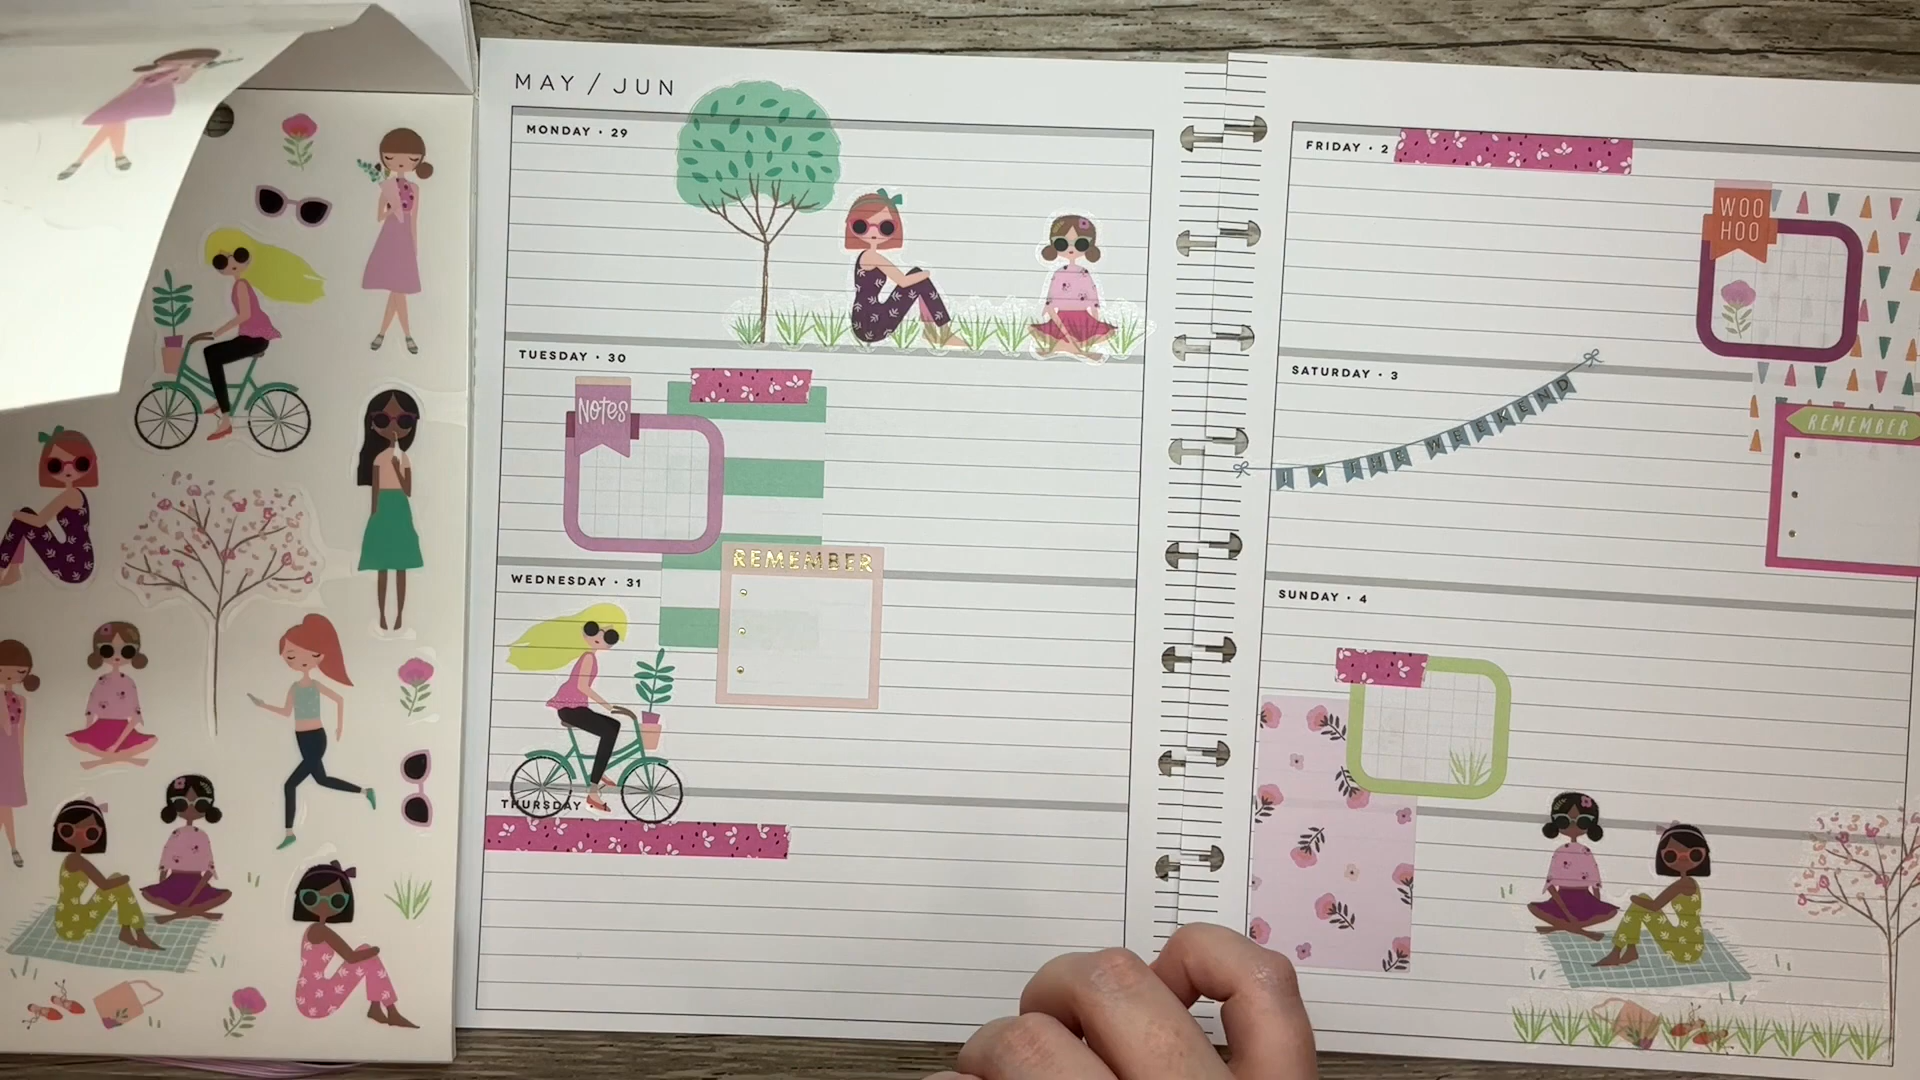 MAY / JUN
MONDAY • 29
TUESDAY • 30
NOTES
WEDNESDAY • 31
REMEMBER
THURSDAY • 1
FRIDAY • 2
WOO
HOO
SATURDAY • 3
I THE WEEKEND
REMEMBER
SUNDAY • 4